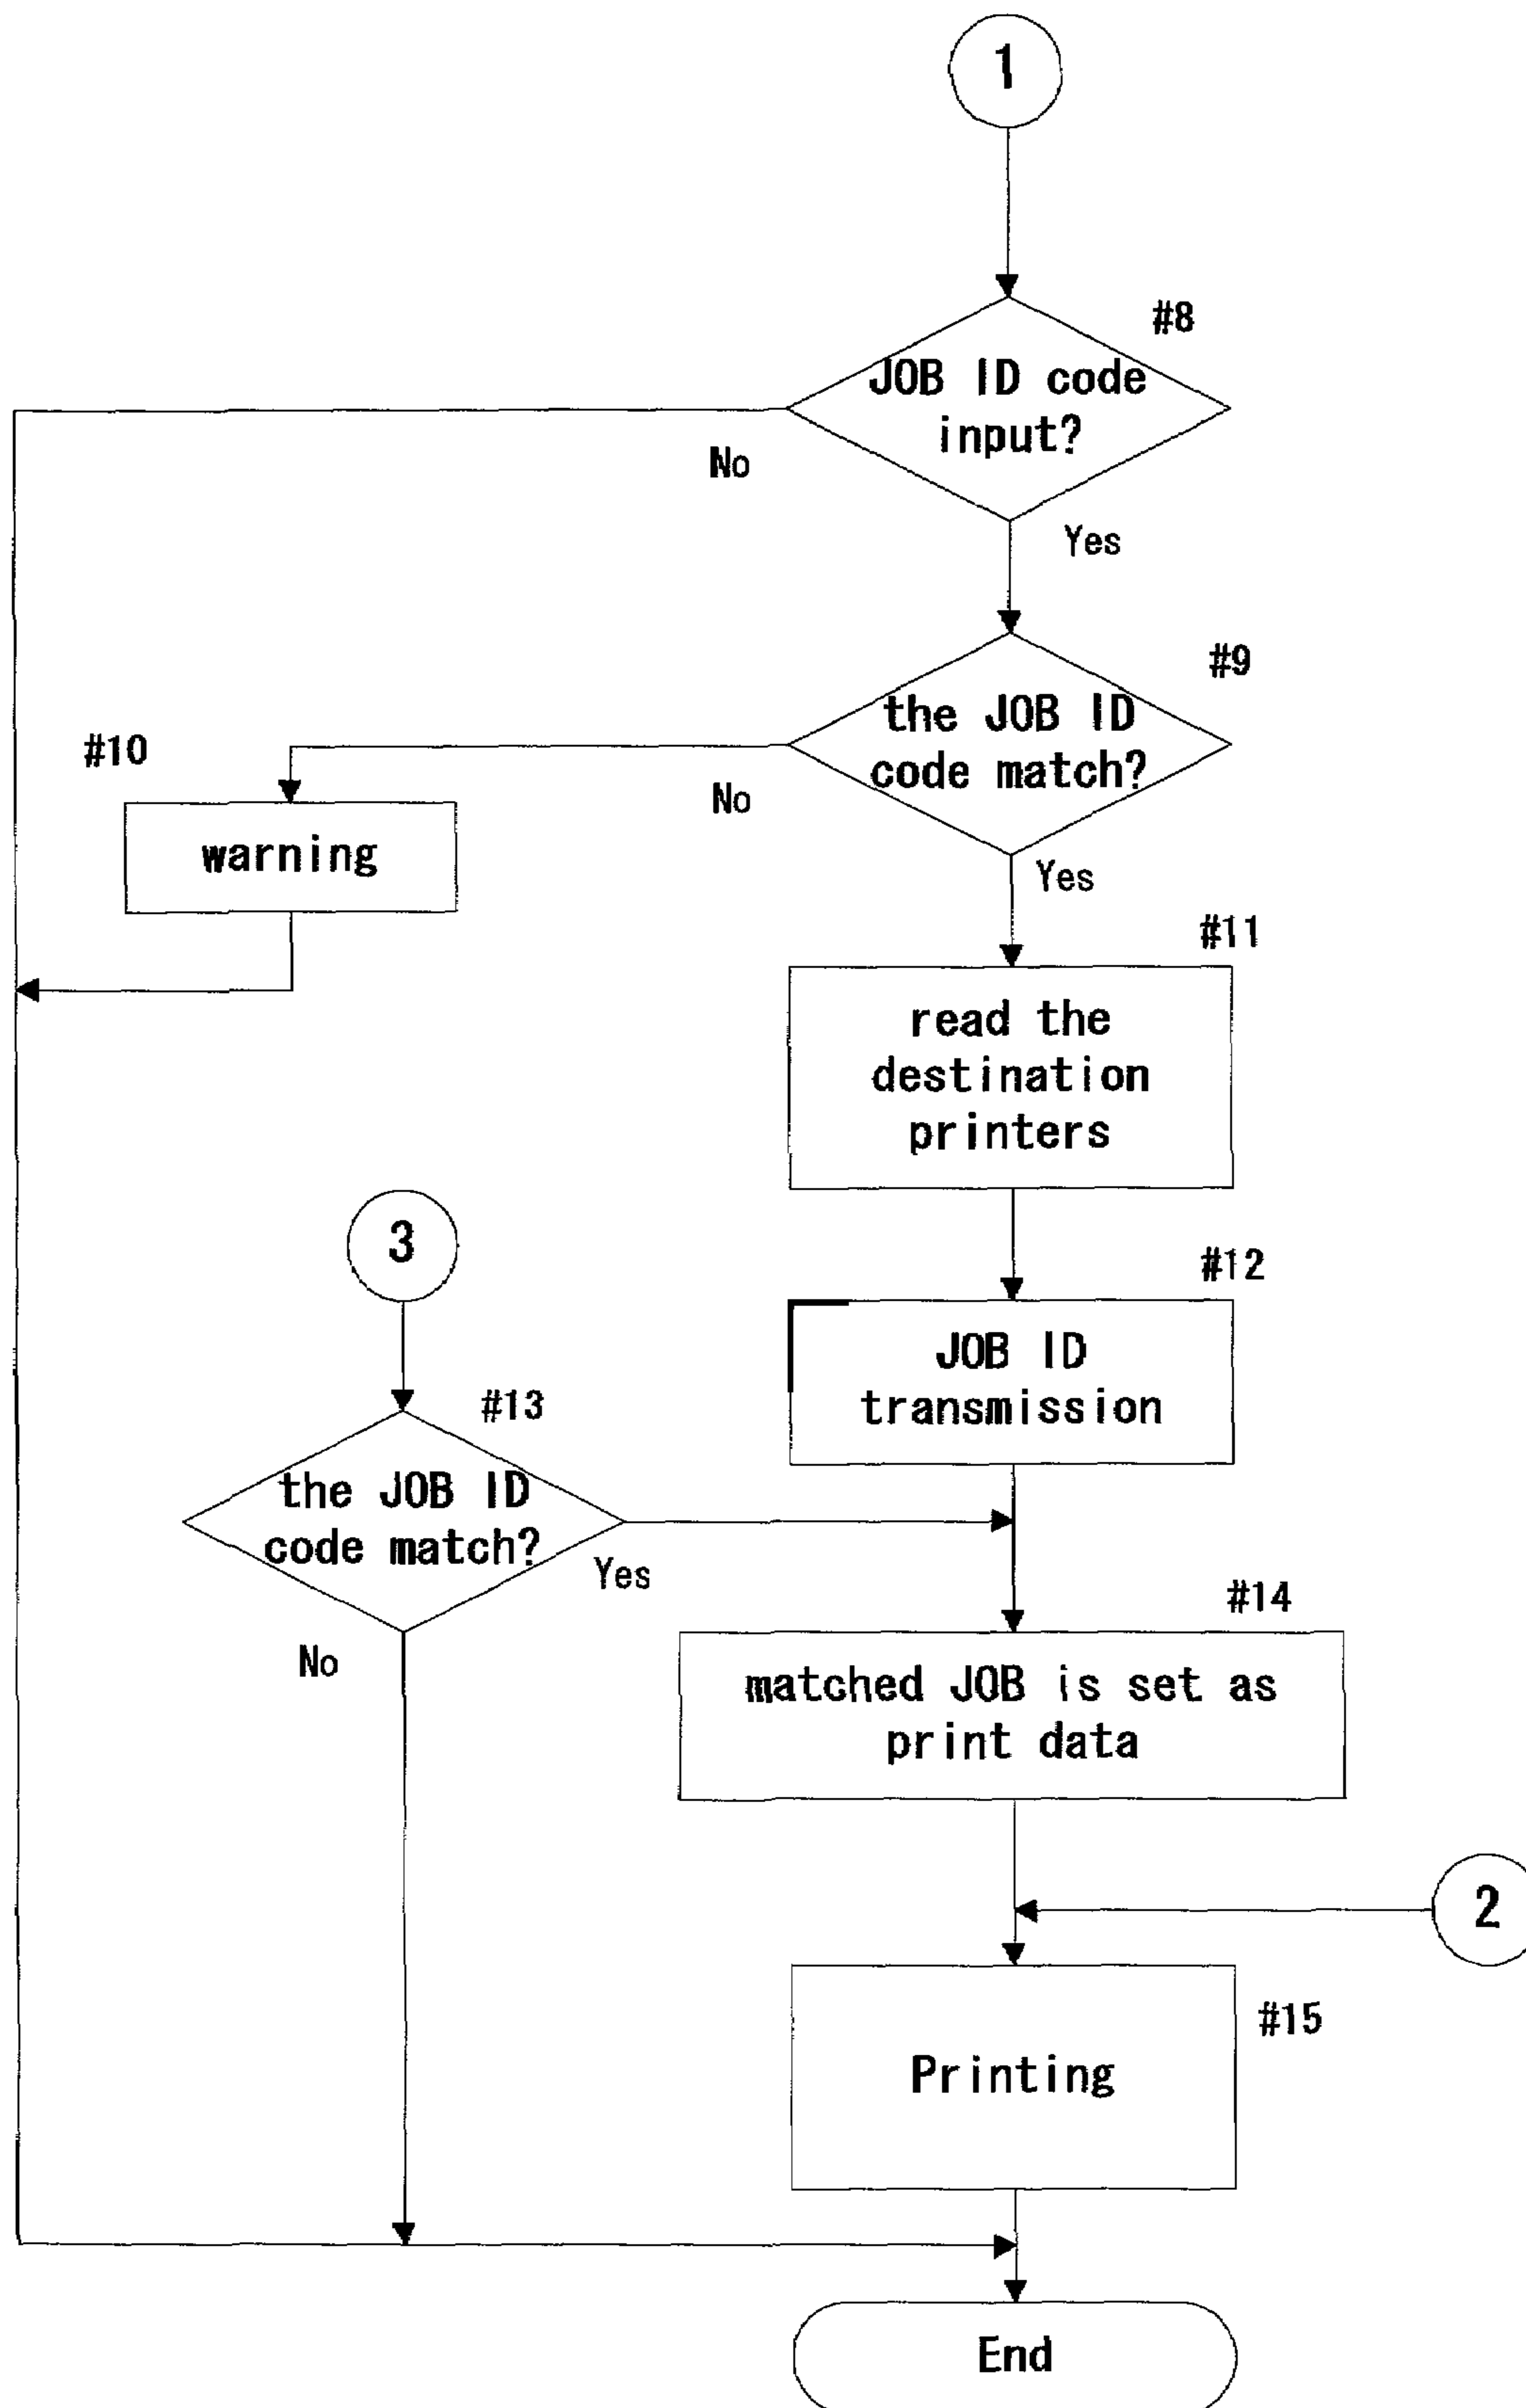 1
#8
JOB ID code
input?
No
Yes
#9
the JOB ID
code match?
#10
No
warning
Yes
#11
read the
destination
printers
3
#12
JOB ID
transmission
#13
the JOB ID
code match?
Yes
No
#14
matched JOB is set as
print data
2
#15
Printing
End